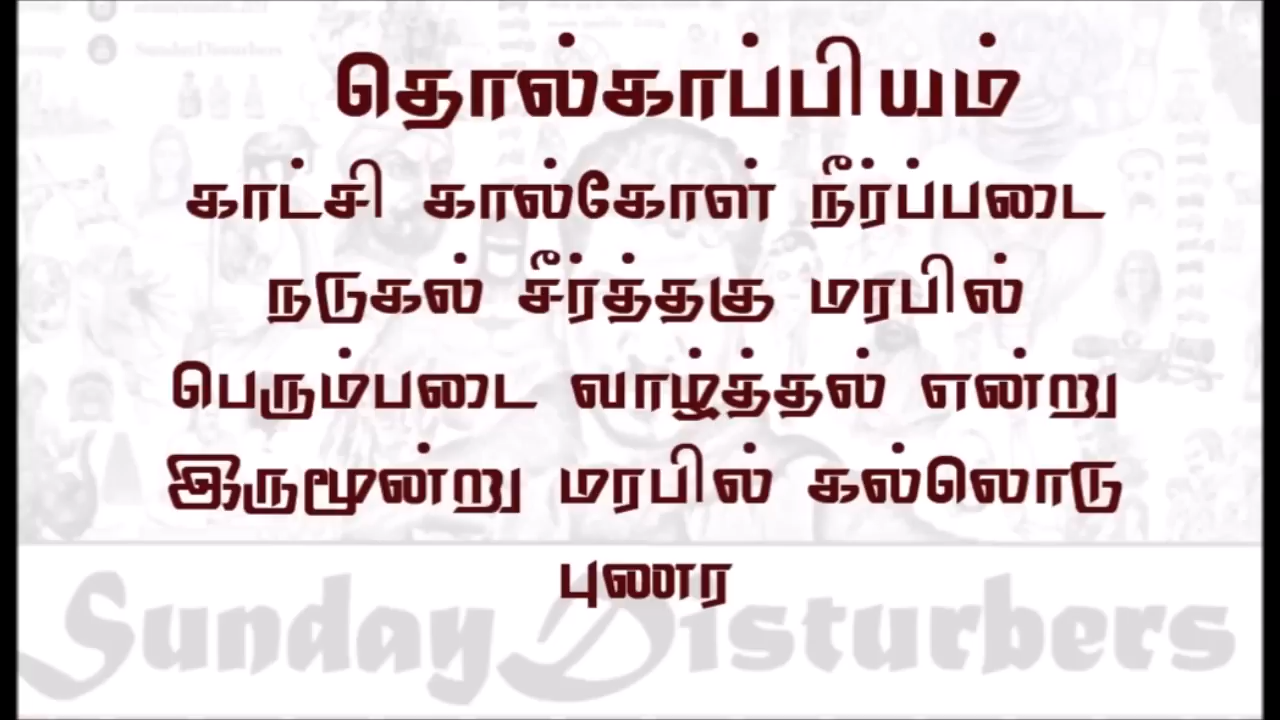 தொல்காப்பியம்
காட்சி கால்கோள் நீர்ப்படை
நடுகல் சீர்த்தகு மரபில்
பெரும்படை வாழ்த்தல் என்று
இருமூன்று மரபில் கல்லொடு
புணர
Sunday Disturbers